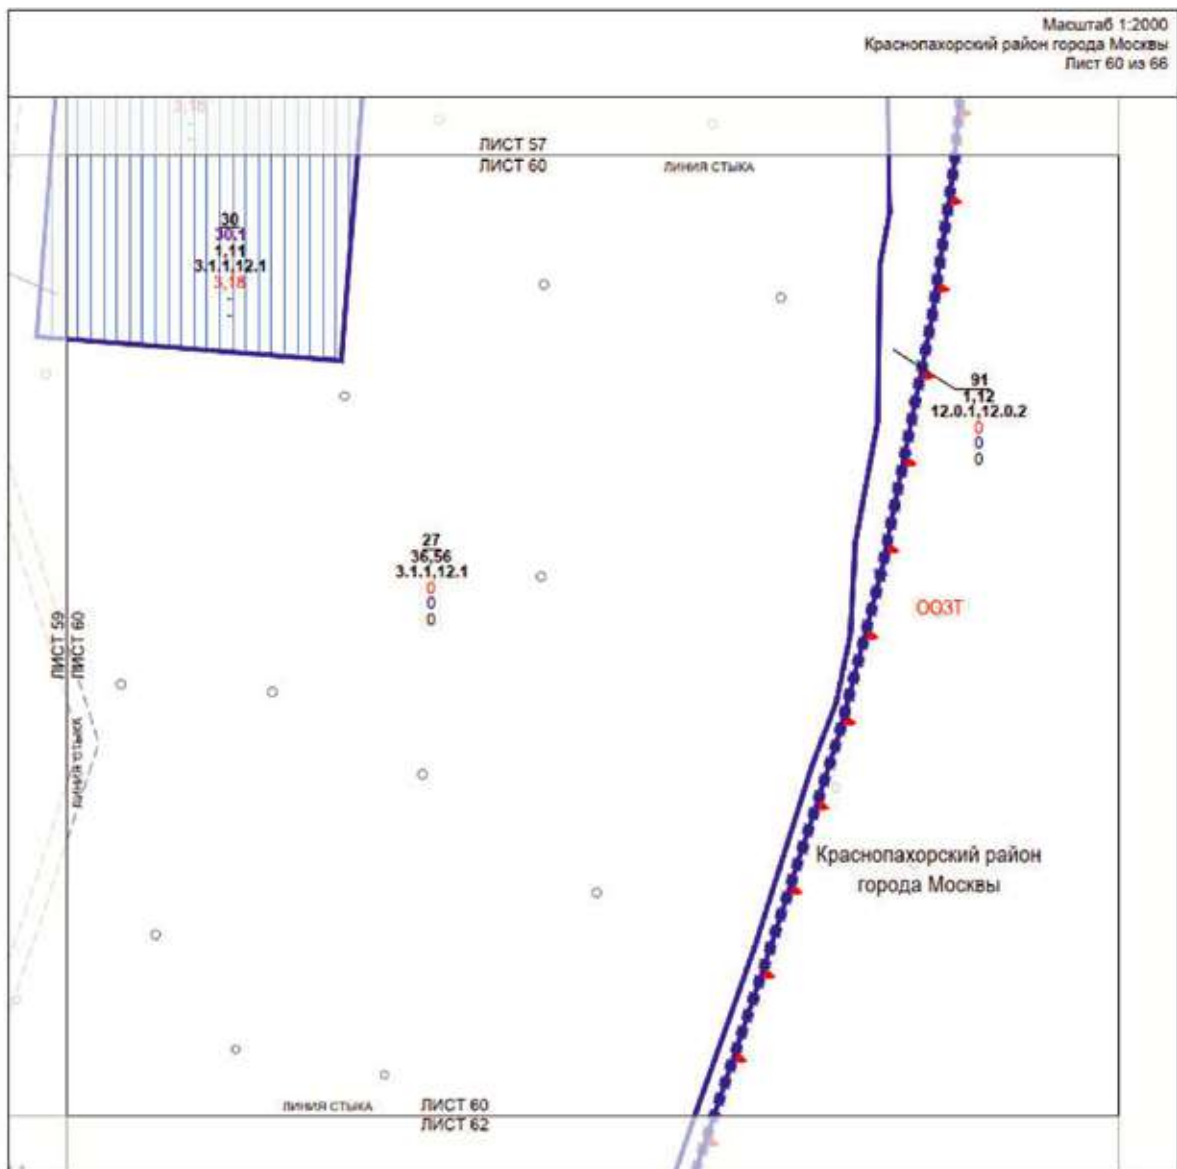 Масштаб 1:2000
Краснопахорский район города Москвы
Лист 60 из 66
3,18
ЛИСТ 57
ЛИСТ 60
ЛИНИЯ СТЫКА
30
30.1
1,11
3.1.1,12.1
3,18
-
-
91
1,12
12.0.1,12.0.2
0
0
0
27
36,56
3.1.1,12.1
0
0
0
ООЗТ
ЛИСТ 59
ЛИСТ 60
ЛИНИЯ СТЫКА
Краснопахорский район
города Москвы
ЛИНИЯ СТЫКА
ЛИСТ 60
ЛИСТ 62